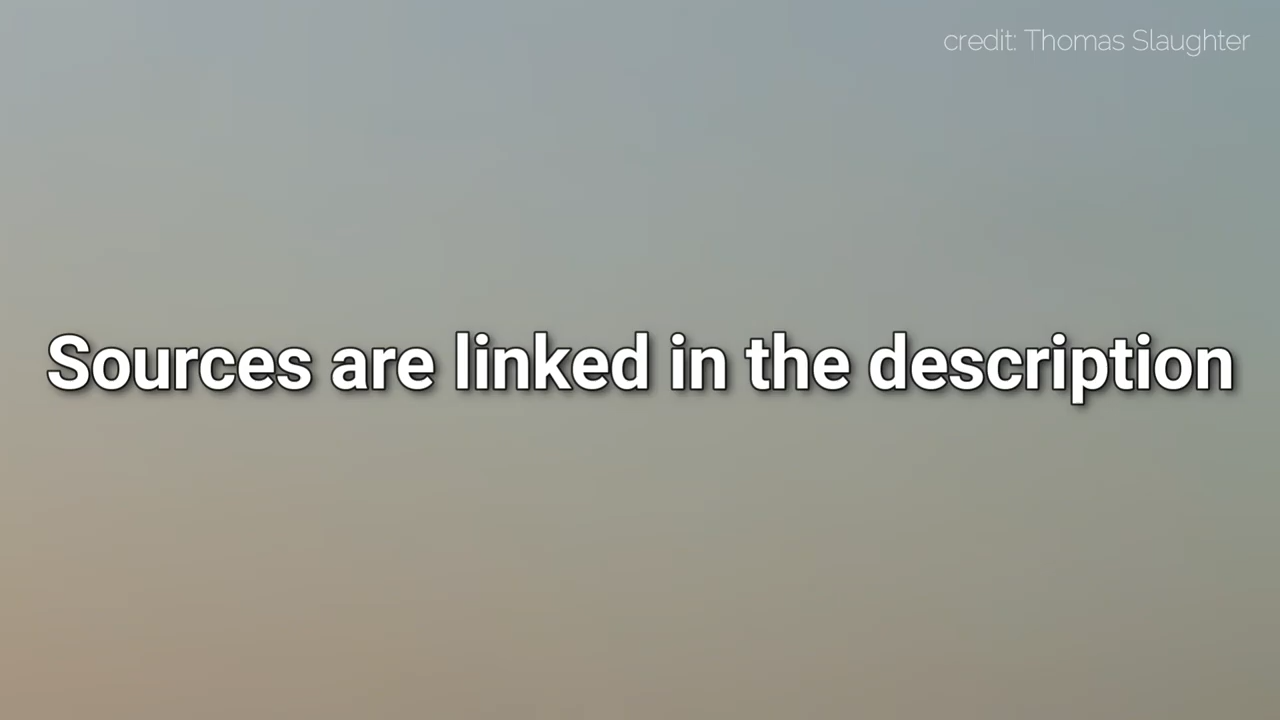 credit: Thomas Slaughter
Sources are linked in the description